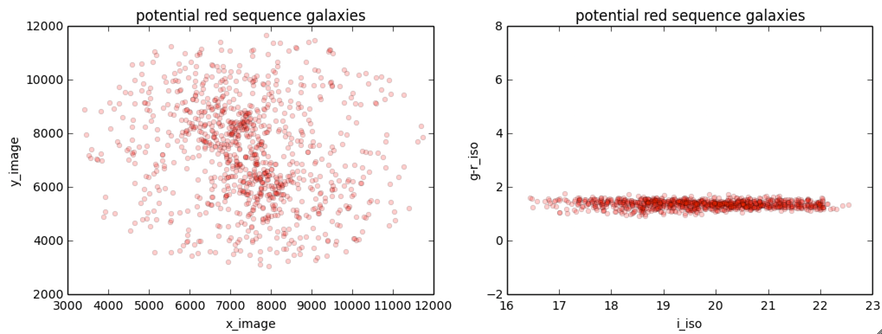 potential red sequence galaxies
12000
10000
8000
6000
4000
2000
y_image
3000 4000 5000 6000 7000 8000 9000 10000 11000 12000
x_image
potential red sequence galaxies
8
6
4
2
0
−2
g-r_iso
16 17 18 19 20 21 22 23
i_iso